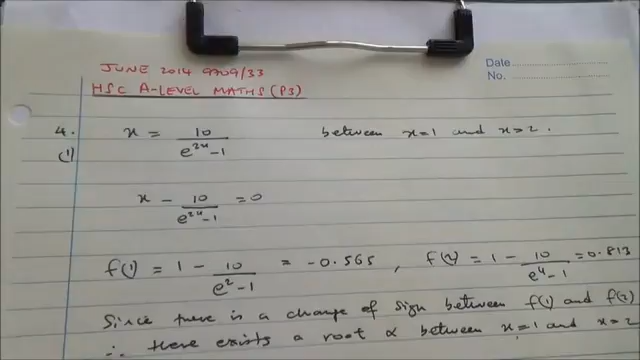 JUNE 2014 9709/33
HSC A-LEVEL MATHS (P3)
Date
No.
4. x = 10/(e^2x - 1) between x=1 and x=2.
(i)
x - 10/(e^2x - 1) = 0
f(1) = 1 - 10/(e^2 - 1) = -0.565, f(2) = 1 - 10/(e^4 - 1) = 0.813
Since there is a change of sign between f(1) and f(2)
∴ there exists a root α between x=1 and x=2